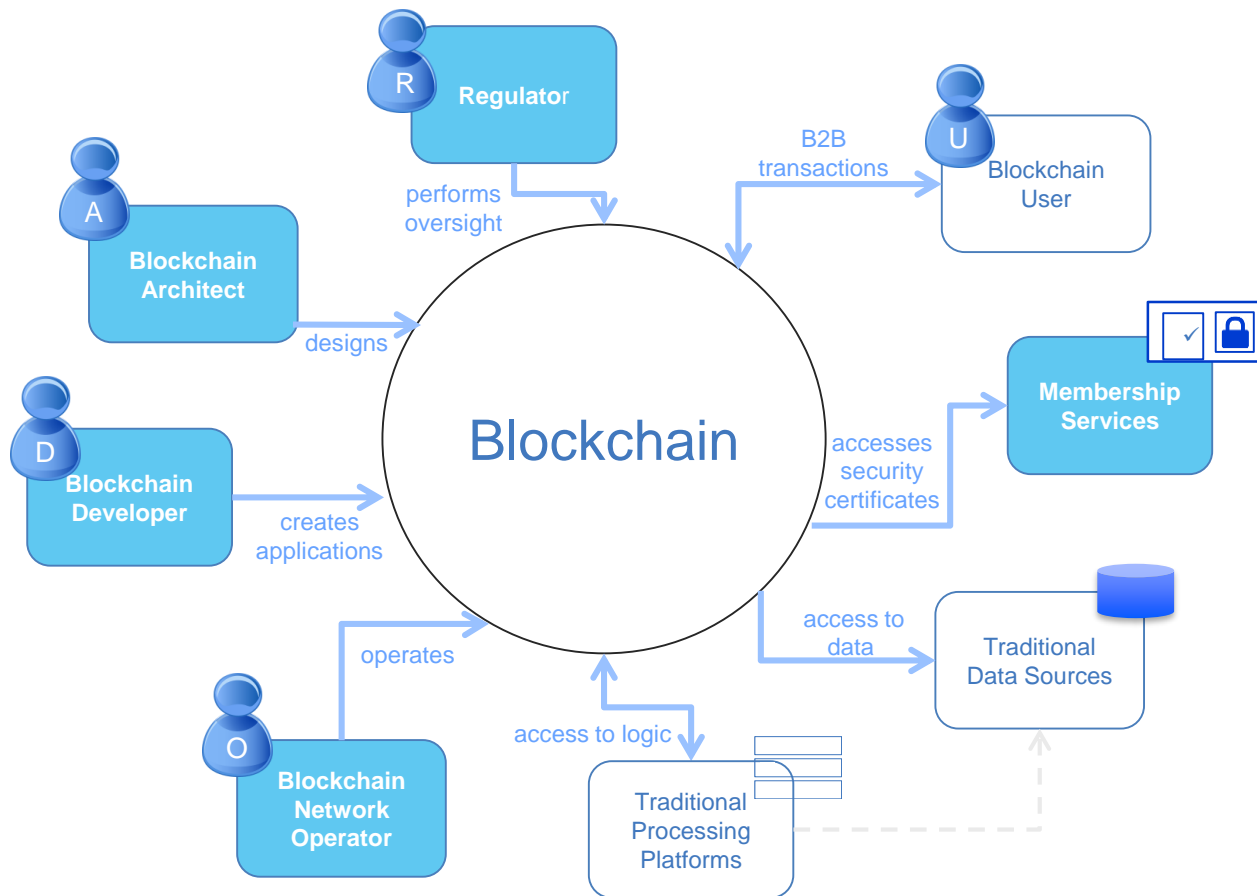 R
Regulator
U
B2B
transactions
Blockchain
User
performs
oversight
A
Blockchain
Architect
designs
Membership
Services
D
Blockchain
Developer
creates
applications
Blockchain
accesses
security
certificates
access to
data
Traditional
Data Sources
operates
O
Blockchain
Network
Operator
access to logic
Traditional
Processing
Platforms